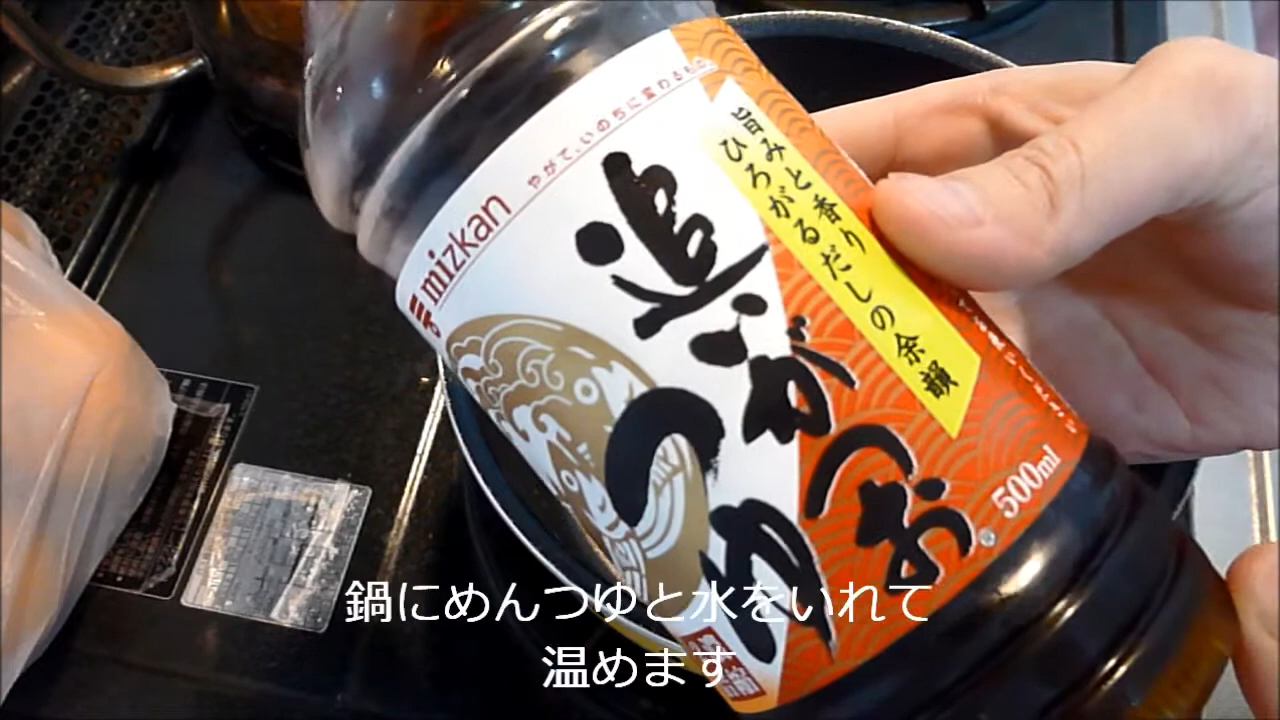 mizkan
やがて、いのちに変わるもの。
追いがつお
つゆ
旨みと香り
ひろがるだしの余韻
500ml
鍋にめんつゆと水をいれて
温めます